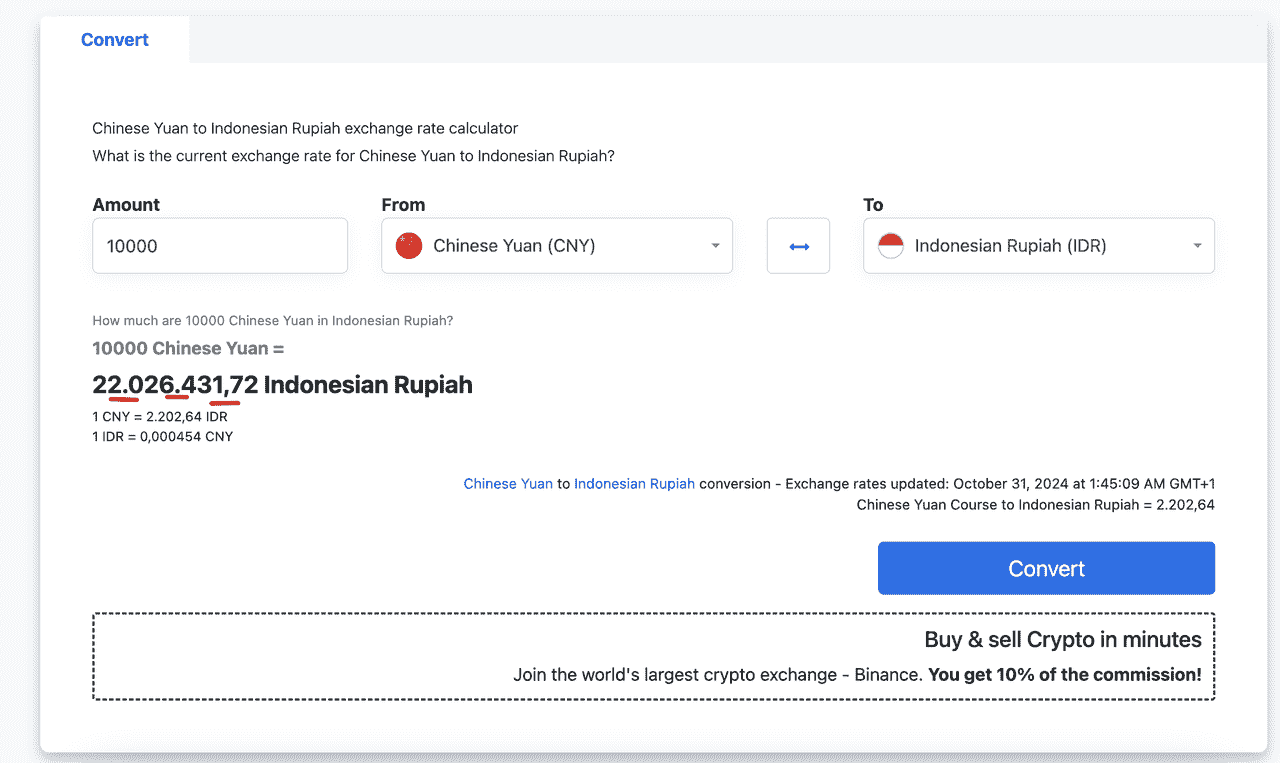 Convert
Chinese Yuan to Indonesian Rupiah exchange rate calculator
What is the current exchange rate for Chinese Yuan to Indonesian Rupiah?
Amount
10000
From
Chinese Yuan (CNY)
To
Indonesian Rupiah (IDR)
How much are 10000 Chinese Yuan in Indonesian Rupiah?
10000 Chinese Yuan =
22.026.431,72 Indonesian Rupiah
1 CNY = 2.202,64 IDR
1 IDR = 0,000454 CNY
Chinese Yuan to Indonesian Rupiah conversion - Exchange rates updated: October 31, 2024 at 1:45:09 AM GMT+1
Chinese Yuan Course to Indonesian Rupiah = 2.202,64
Convert
Buy & sell Crypto in minutes
Join the world's largest crypto exchange - Binance. You get 10% of the commission!